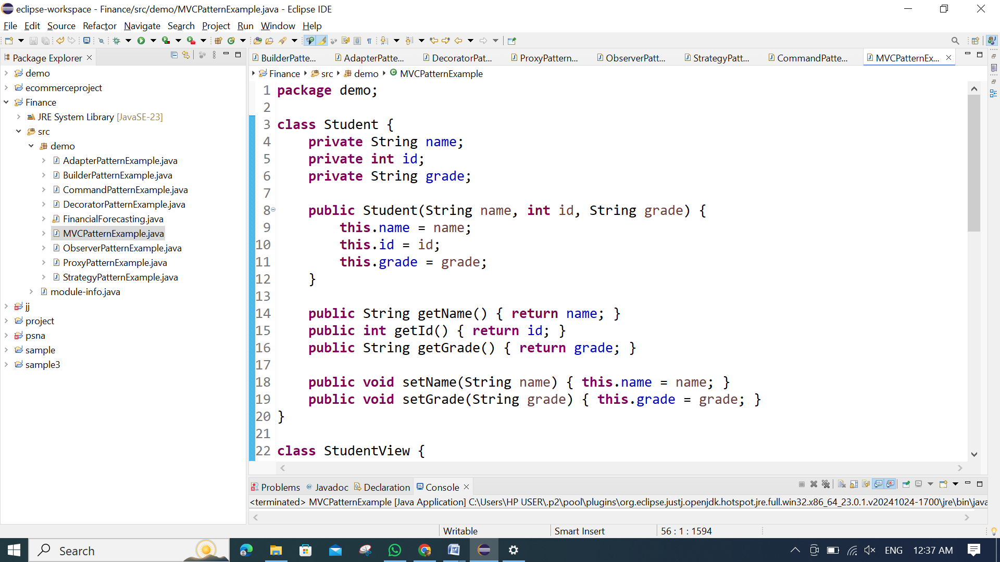 eclipse-workspace - Finance/src/demo/MVCPatternExample.java - Eclipse IDE
File Edit Source Refactor Navigate Search Project Run Window Help
Package Explorer
demo
ecommerceproject
Finance
JRE System Library [JavaSE-23]
src
demo
AdapterPatternExample.java
BuilderPatternExample.java
CommandPatternExample.java
DecoratorPatternExample.java
FinancialForecasting.java
MVCPatternExample.java
ObserverPatternExample.java
ProxyPatternExample.java
StrategyPatternExample.java
module-info.java
jj
project
psna
sample
sample3
BuilderPatte... AdapterPatte... DecoratorPat... ProxyPattern... ObserverPatt... StrategyPatt... CommandPatte... MVCPatternEx...
Finance src demo MVCPatternExample
1 package demo;
2
3 class Student {
4     private String name;
5     private int id;
6     private String grade;
7
8     public Student(String name, int id, String grade) {
9         this.name = name;
10         this.id = id;
11         this.grade = grade;
12     }
13
14     public String getName() { return name; }
15     public int getId() { return id; }
16     public String getGrade() { return grade; }
17
18     public void setName(String name) { this.name = name; }
19     public void setGrade(String grade) { this.grade = grade; }
20 }
21
22 class StudentView {
Problems @ Javadoc Declaration Console
<terminated> MVCPatternExample [Java Application] C:\Users\HP USER\.p2\pool\plugins\org.eclipse.justj.openjdk.hotspot.jre.full.win32.x86_64_23.0.1.v20241024-1700\jre\bin\java
Writable Smart Insert 56 : 1 : 1594
Search ENG 12:37 AM